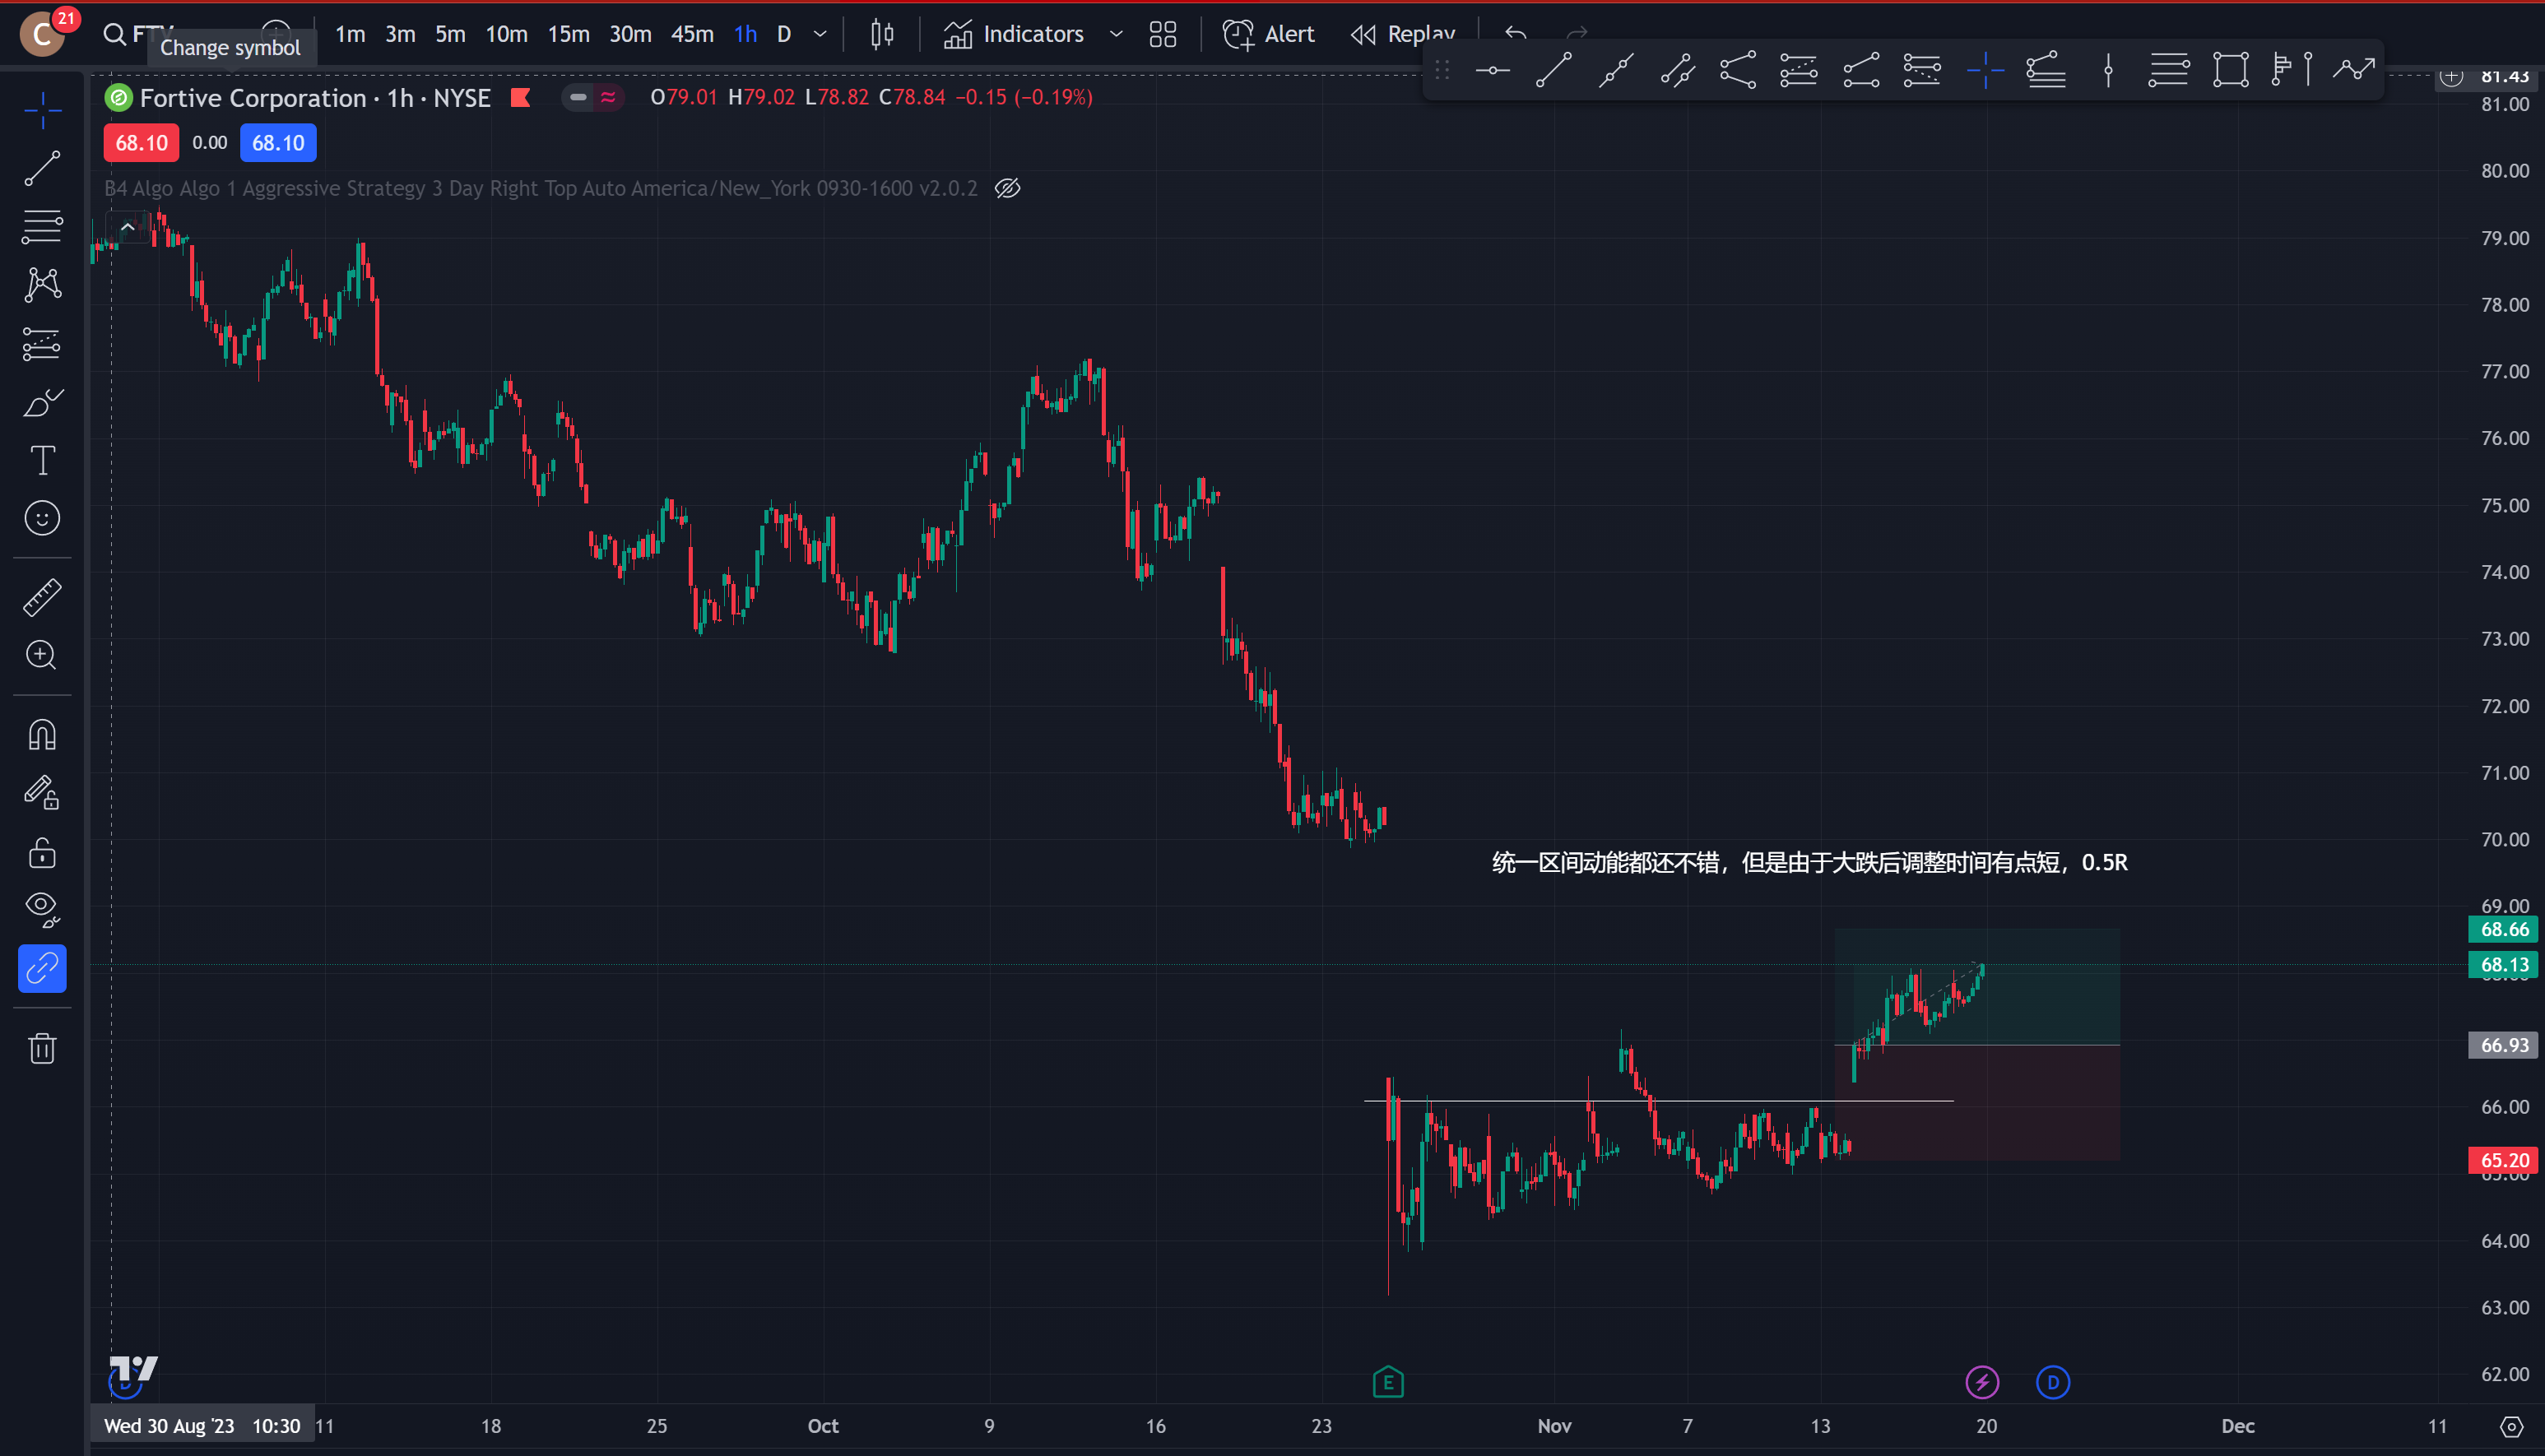 C 21 FTV 1m 3m 5m 10m 15m 30m 45m 1h D Indicators Alert Replay
Change symbol
Fortive Corporation · 1h · NYSE O79.01 H79.02 L78.82 C78.84 −0.15 (−0.19%)
68.10 0.00 68.10
B4 Algo Algo 1 Aggressive Strategy 3 Day Right Top Auto America/New_York 0930-1600 v2.0.2
统一区间动能都还不错，但是由于大跌后调整时间有点短，0.5R
81.43
81.00
80.00
79.00
78.00
77.00
76.00
75.00
74.00
73.00
72.00
71.00
70.00
69.00
68.66
68.13
66.93
66.00
65.20
65.00
64.00
63.00
62.00
E D
Wed 30 Aug '23 10:30 11 18 25 Oct 9 16 23 Nov 7 13 20 Dec 11